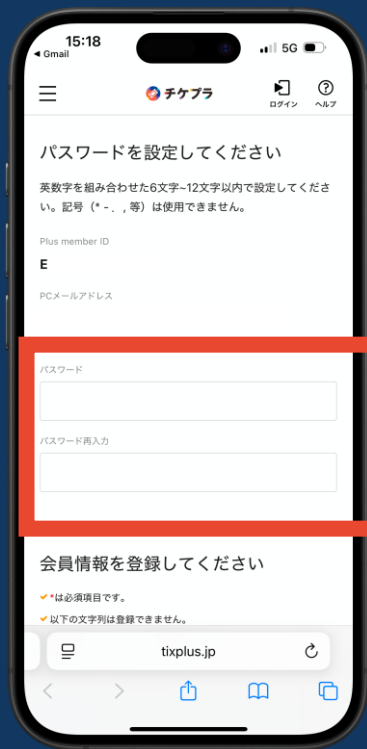 15:18
◀ Gmail
5G
チケプラ
ログイン
ヘルプ
パスワードを設定してください
英数字を組み合わせた6文字~12文字以内で設定してくださ
い。記号（* - ． , 等）は使用できません。
Plus member ID
E
PCメールアドレス
パスワード
パスワード再入力
会員情報を登録してください
*は必須項目です。
以下の文字列は登録できません。
tixplus.jp